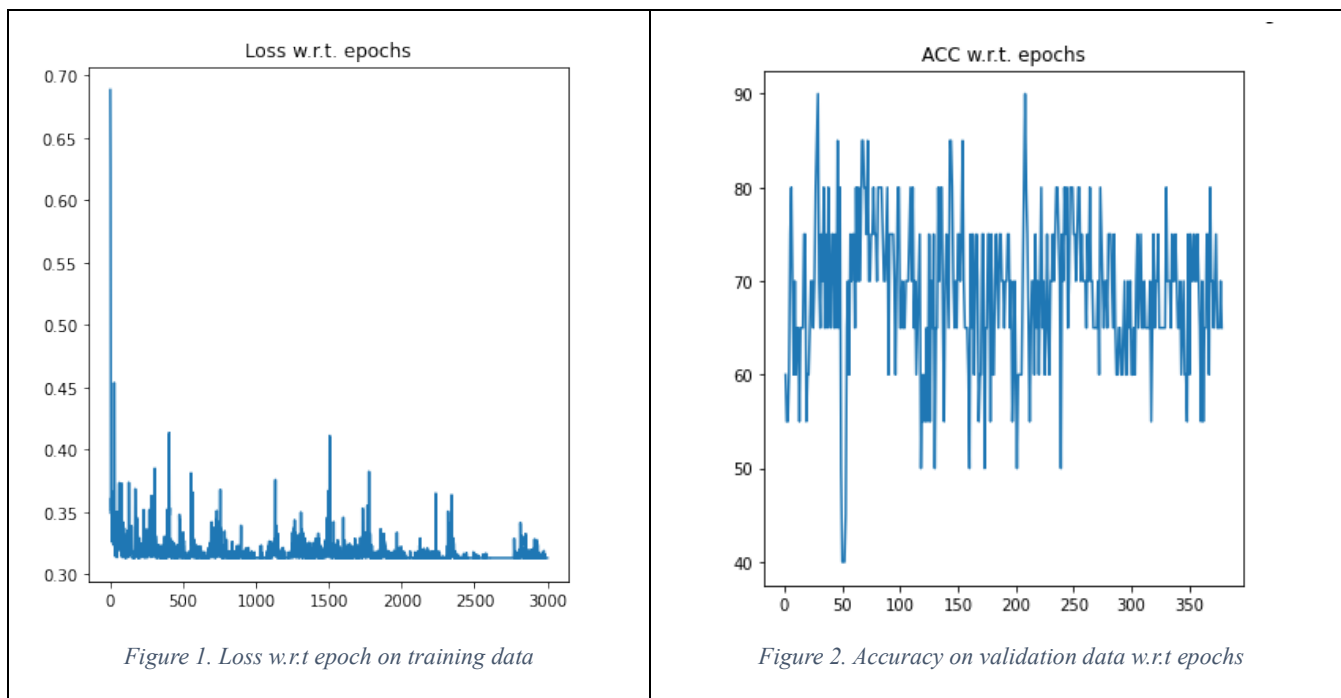 Loss w.r.t. epochs
0.70
0.65
0.60
0.55
0.50
0.45
0.40
0.35
0.30
0 500 1000 1500 2000 2500 3000
Figure 1. Loss w.r.t epoch on training data
ACC w.r.t. epochs
90
80
70
60
50
40
0 50 100 150 200 250 300 350
Figure 2. Accuracy on validation data w.r.t epochs